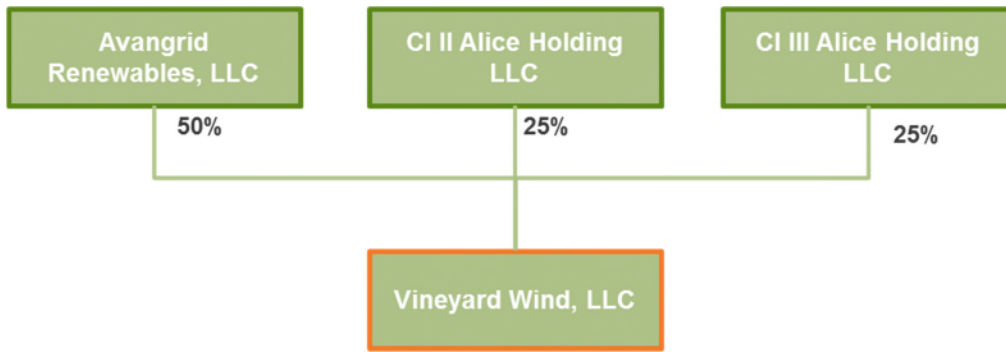 Avangrid
Renewables, LLC
CI II Alice Holding
LLC
CI III Alice Holding
LLC
50%
25%
25%
Vineyard Wind, LLC